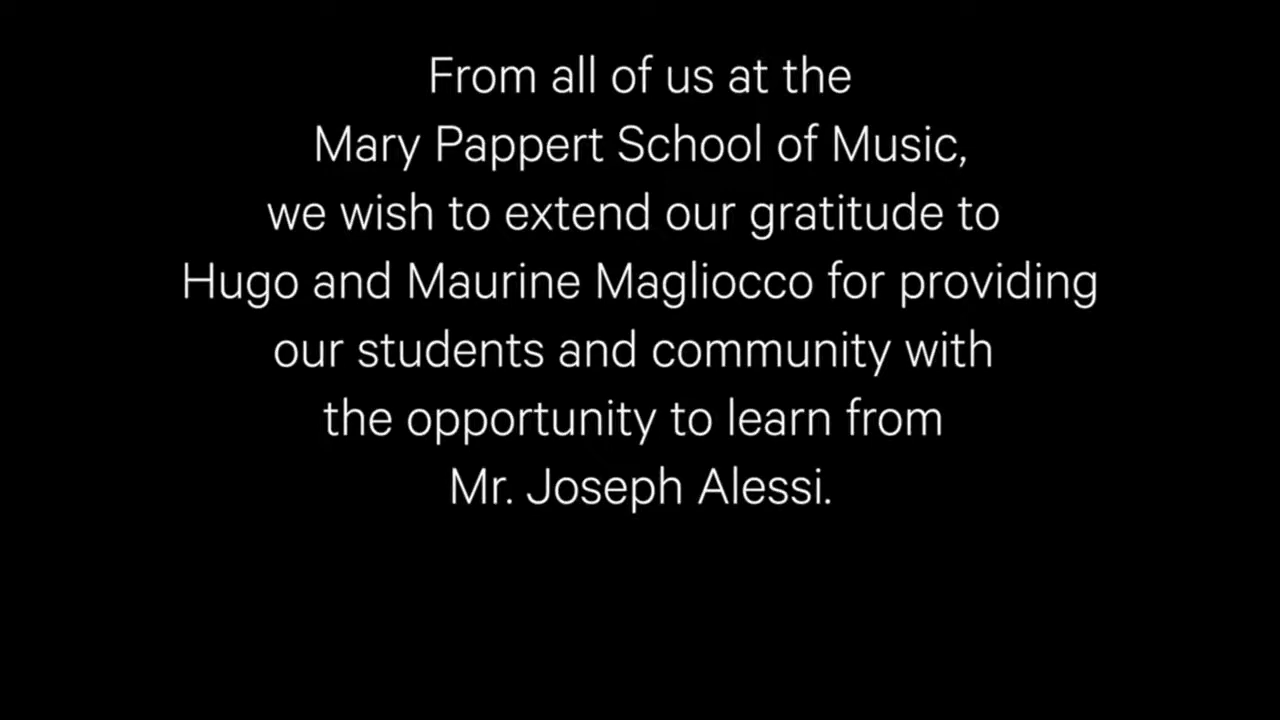 From all of us at the
Mary Pappert School of Music,
we wish to extend our gratitude to
Hugo and Maurine Magliocco for providing
our students and community with
the opportunity to learn from
Mr. Joseph Alessi.